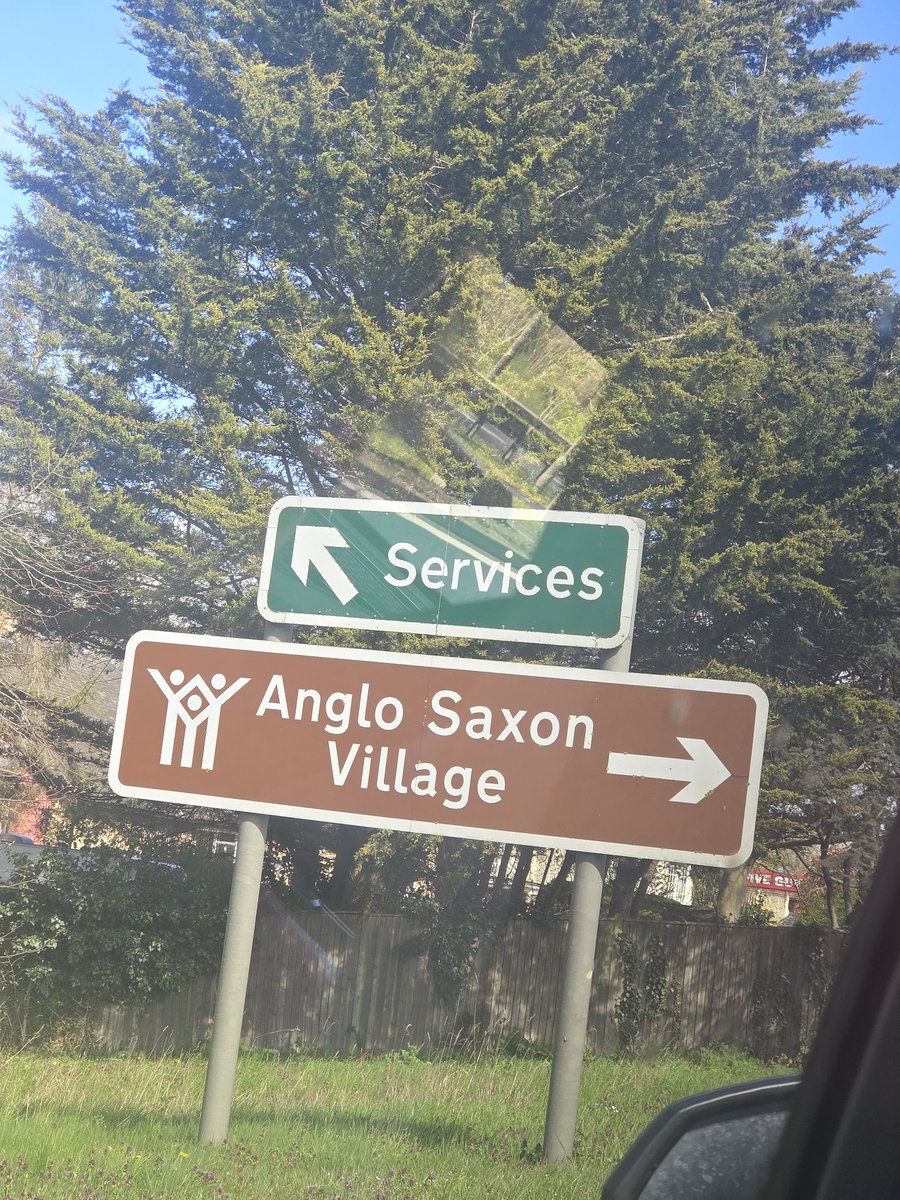 Services
Anglo Saxon
Village